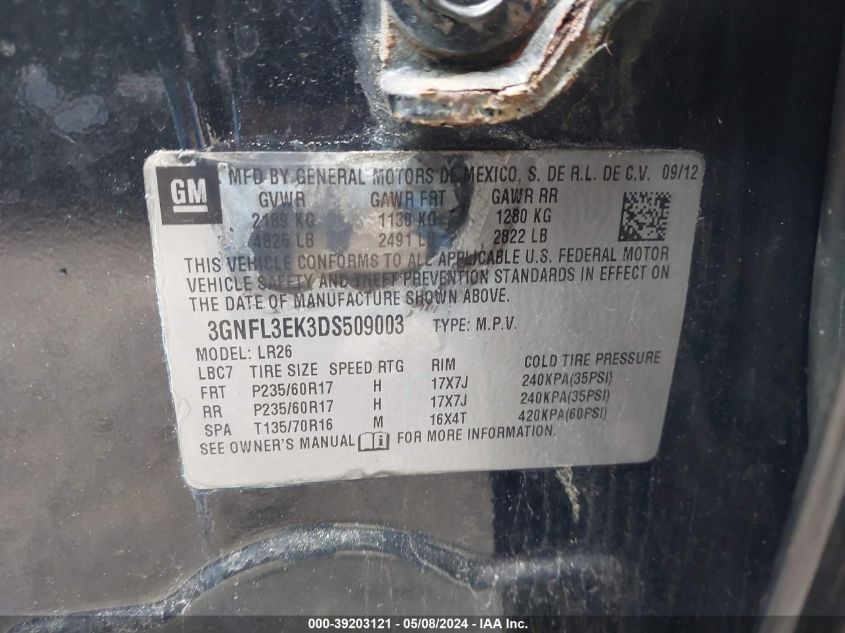 GM
MFD BY GENERAL MOTORS DE MEXICO, S. DE R.L. DE C.V. 09/12
GVWR GAWR FRT GAWR RR
2189 KG 1130 KG 1280 KG
4825 LB 2491 LB 2822 LB
THIS VEHICLE CONFORMS TO ALL APPLICABLE U.S. FEDERAL MOTOR
VEHICLE SAFETY AND THEFT PREVENTION STANDARDS IN EFFECT ON
THE DATE OF MANUFACTURE SHOWN ABOVE.
3GNFL3EK3DS509003 TYPE: M.P.V.
MODEL: LR26
LBC7 TIRE SIZE SPEED RTG RIM COLD TIRE PRESSURE
FRT P235/60R17 H 17X7J 240KPA(35PSI)
RR P235/60R17 H 17X7J 240KPA(35PSI)
SPA T135/70R16 M 16X4T 420KPA(60PSI)
SEE OWNER'S MANUAL FOR MORE INFORMATION.
000-39203121 - 05/08/2024 - IAA Inc.